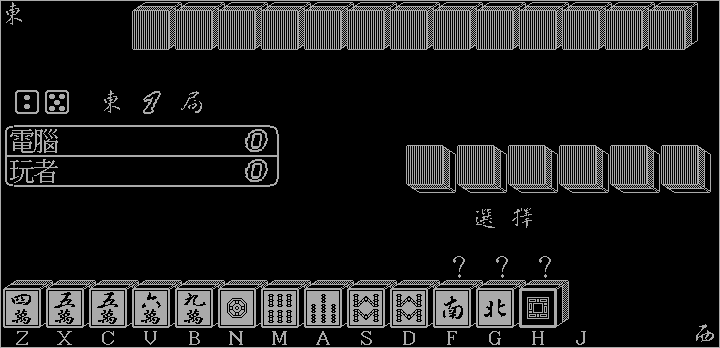 東
東 1 局
電腦 0
玩者 0
選擇
? ? ?
四萬 五萬 五萬 六萬 九萬 南 北
Z X C V B N M A S D F G H J
西